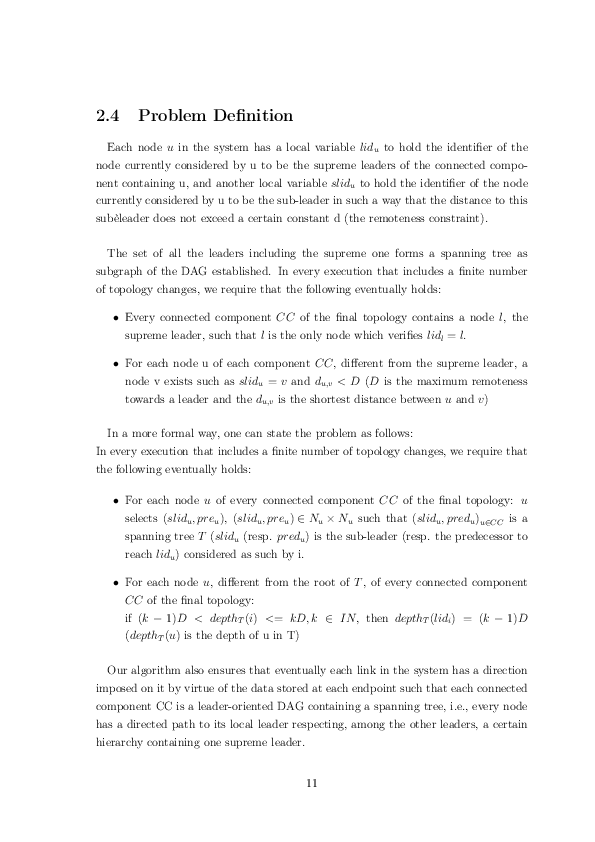 2.4 Problem Definition
Each node u in the system has a local variable lid_u to hold the identifier of the
node currently considered by u to be the supreme leaders of the connected compo-
nent containing u, and another local variable slid_u to hold the identifier of the node
currently considered by u to be the sub-leader in such a way that the distance to this
subèleader does not exceed a certain constant d (the remoteness constraint).
The set of all the leaders including the supreme one forms a spanning tree as
subgraph of the DAG established. In every execution that includes a finite number
of topology changes, we require that the following eventually holds:
• Every connected component CC of the final topology contains a node l, the
supreme leader, such that l is the only node which verifies lid_l = l.
• For each node u of each component CC, different from the supreme leader, a
node v exists such as slid_u = v and d_{u,v} < D (D is the maximum remoteness
towards a leader and the d_{u,v} is the shortest distance between u and v)
In a more formal way, one can state the problem as follows:
In every execution that includes a finite number of topology changes, we require that
the following eventually holds:
• For each node u of every connected component CC of the final topology: u
selects (slid_u, pre_u), (slid_u, pre_u) ∈ N_u × N_u such that (slid_u, pred_u)_{u∈CC} is a
spanning tree T (slid_u (resp. pred_u) is the sub-leader (resp. the predecessor to
reach lid_u) considered as such by i.
• For each node u, different from the root of T, of every connected component
CC of the final topology:
if (k − 1)D < depth_T(i) <= kD, k ∈ IN, then depth_T(lid_i) = (k − 1)D
(depth_T(u) is the depth of u in T)
Our algorithm also ensures that eventually each link in the system has a direction
imposed on it by virtue of the data stored at each endpoint such that each connected
component CC is a leader-oriented DAG containing a spanning tree, i.e., every node
has a directed path to its local leader respecting, among the other leaders, a certain
hierarchy containing one supreme leader.
11